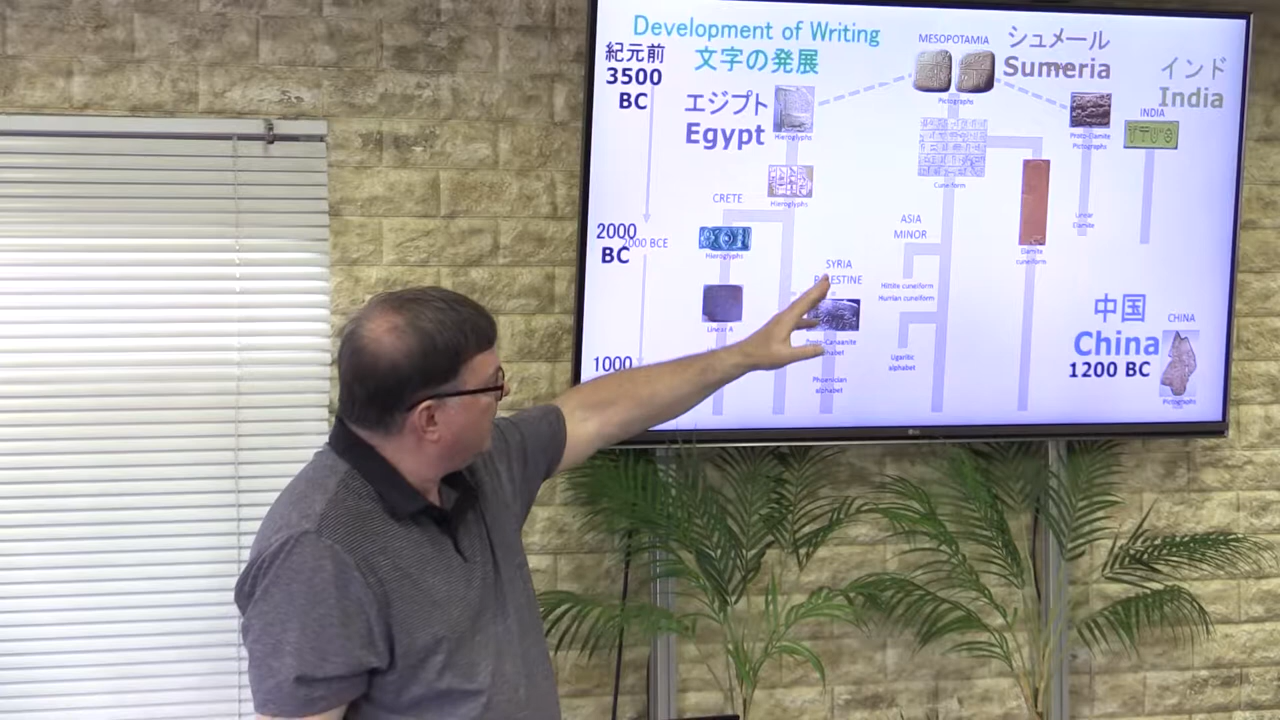 Development of Writing
文字の発展
紀元前
3500
BC
エジプト
Egypt
Hieroglyphs
MESOPOTAMIA
シュメール
Sumeria
Pictographs
Proto-Elamite
Pictographs
インド
India
INDIA
Cuneiform
Hieroglyphs
CRETE
2000
BC
2000 BCE
Hieroglyphs
ASIA
MINOR
Linear
Elamite
Elamite
cuneiform
SYRIA
Hittite cuneiform
Hurrian cuneiform
Linear A
Proto-Canaanite
Ugaritic
alphabet
Phoenician
alphabet
1000
中国
China
1200 BC
CHINA
Pictographs
LG